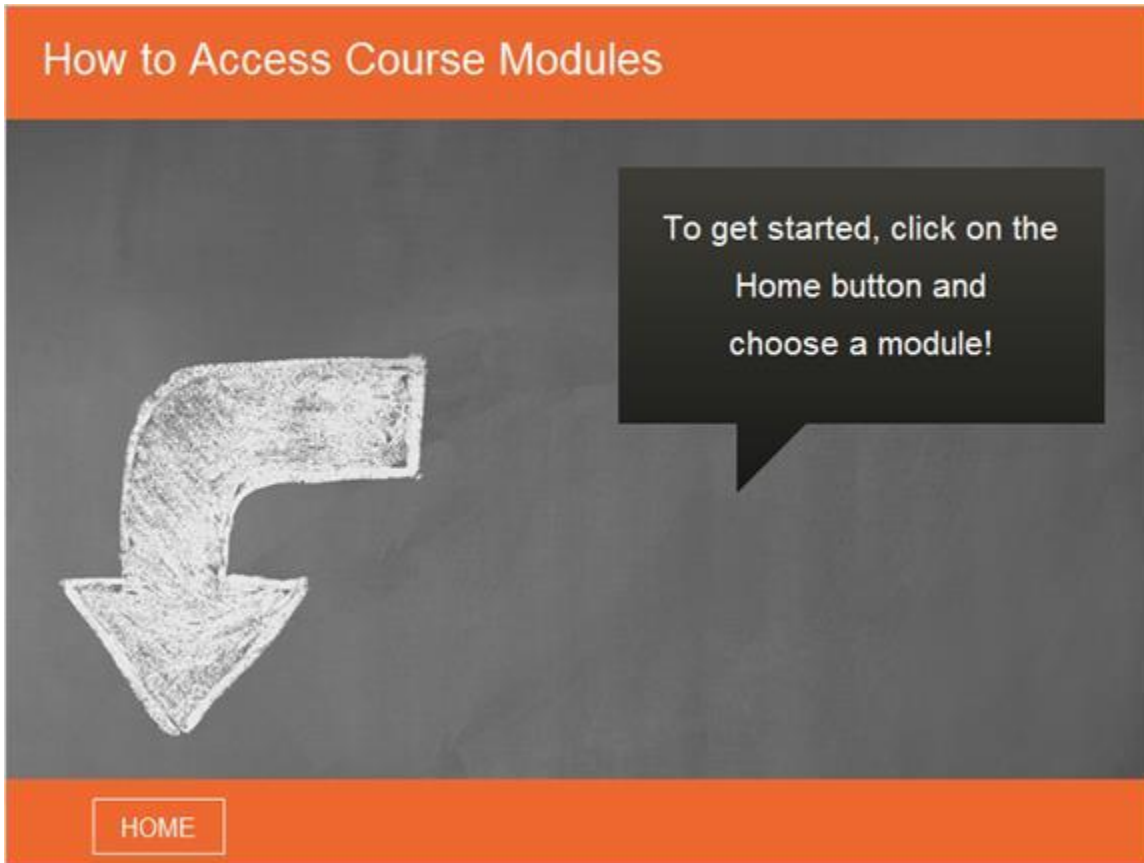 How to Access Course Modules
To get started, click on the
Home button and
choose a module!
HOME